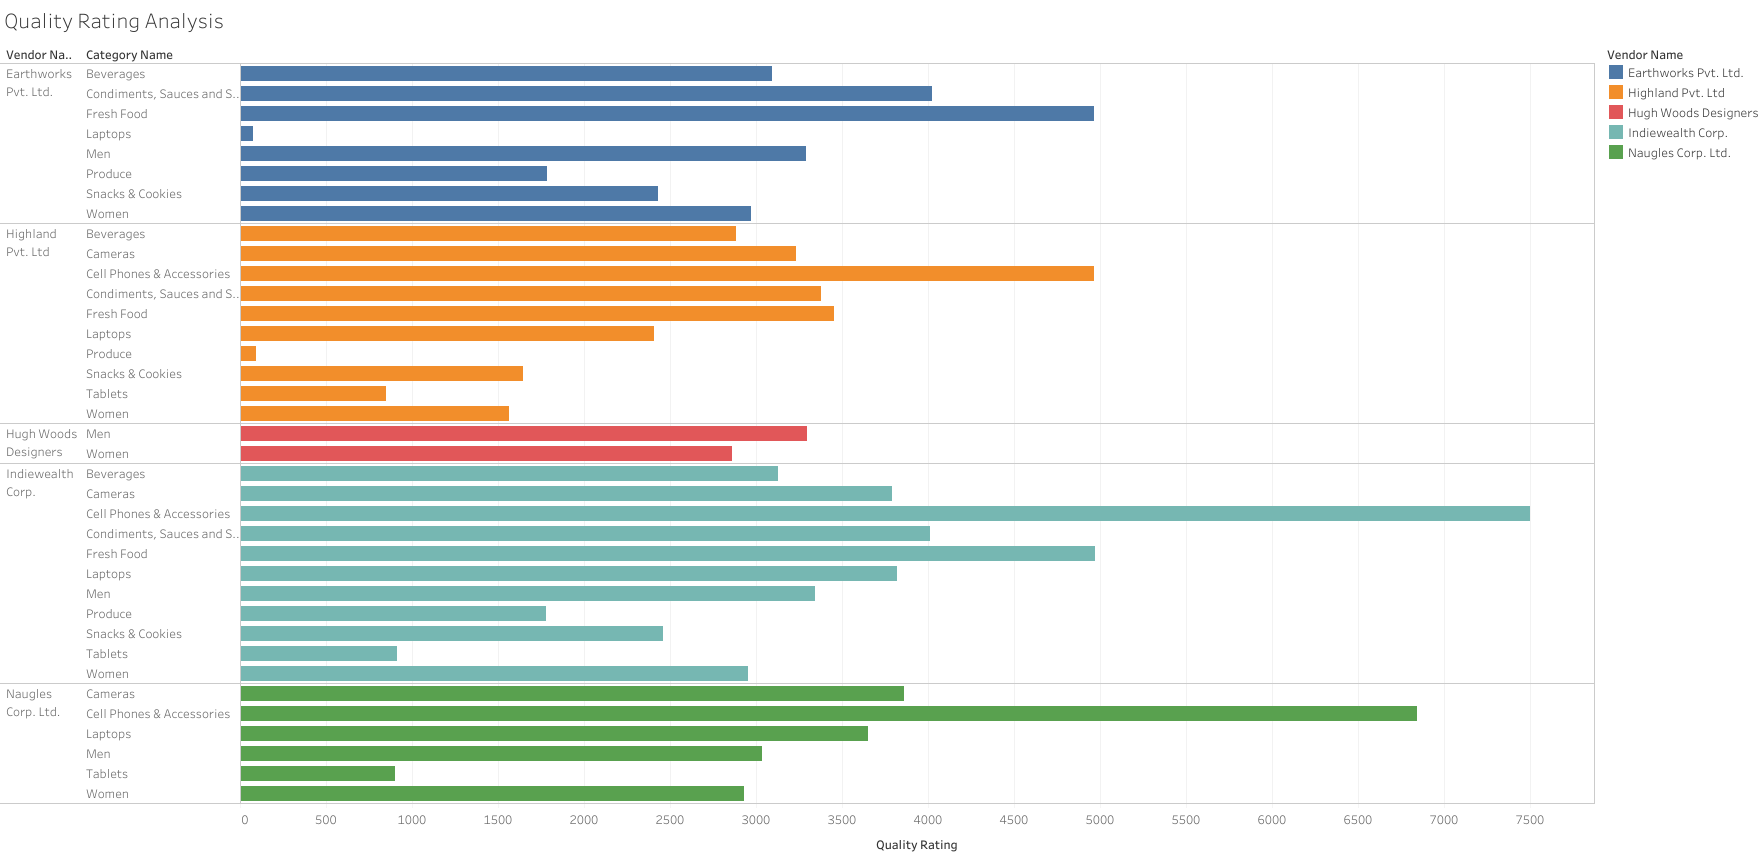 Quality Rating Analysis
Vendor Na.. Category Name
Vendor Name
Earthworks Pvt. Ltd.
Highland Pvt. Ltd
Hugh Woods Designers
Indiewealth Corp.
Naugles Corp. Ltd.
Earthworks
Pvt. Ltd.
Beverages
Condiments, Sauces and S..
Fresh Food
Laptops
Men
Produce
Snacks & Cookies
Women
Highland
Pvt. Ltd
Beverages
Cameras
Cell Phones & Accessories
Condiments, Sauces and S..
Fresh Food
Laptops
Produce
Snacks & Cookies
Tablets
Women
Hugh Woods
Designers
Men
Women
Indiewealth
Corp.
Beverages
Cameras
Cell Phones & Accessories
Condiments, Sauces and S..
Fresh Food
Laptops
Men
Produce
Snacks & Cookies
Tablets
Women
Naugles
Corp. Ltd.
Cameras
Cell Phones & Accessories
Laptops
Men
Tablets
Women
0 500 1000 1500 2000 2500 3000 3500 4000 4500 5000 5500 6000 6500 7000 7500
Quality Rating